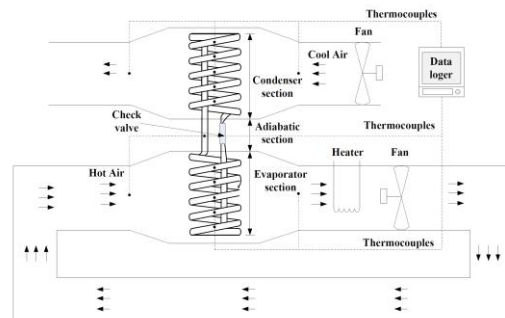 Thermocouples
Fan
Cool Air
Data
loger
Condenser
section
Check
valve
Adiabatic
section
Thermocouples
Hot Air
Evaporator
section
Heater
Fan
Thermocouples